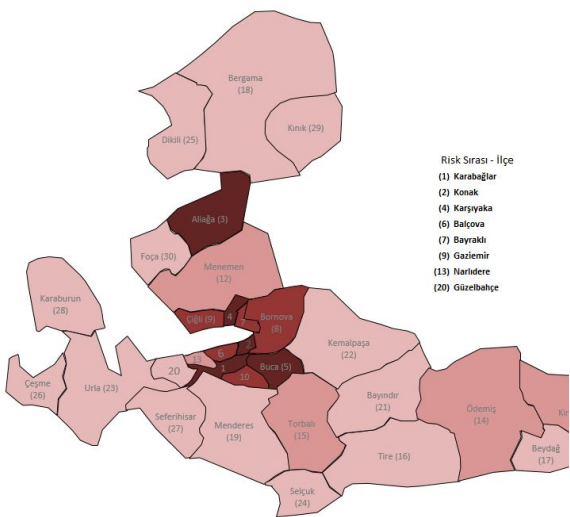 Bergama
(18)
Dikili (25)
Kınık (29)
Risk Sırası - İlçe
(1) Karabağlar
(2) Konak
(4) Karşıyaka
(6) Balçova
(7) Bayraklı
(9) Gaziemir
(13) Narlıdere
(20) Güzelbahçe
Aliağa (3)
Foça (30)
Menemen
(12)
Karaburun
(28)
Çiğli (9)
4
7
Bornova
(8)
2
Kemalpaşa
(22)
13
6
20
1
Buca (5)
10
Çeşme
(26)
Urla (23)
Seferihisar
(27)
Menderes
(19)
Torbalı
(15)
Bayındır
(21)
Ödemiş
(14)
Kir
Tire (16)
Beydağ
(17)
Selçuk
(24)